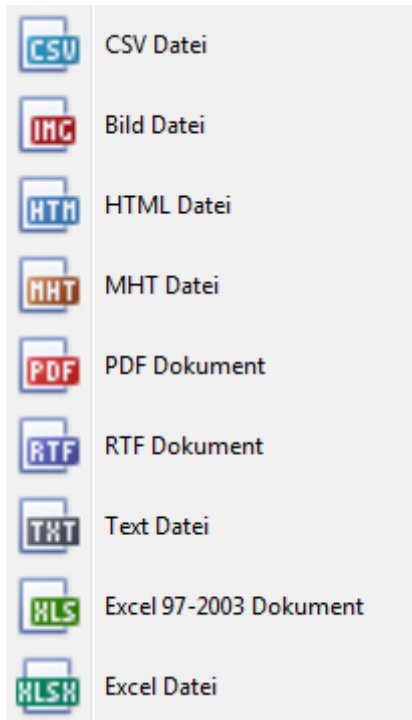 CSV CSV Datei
IMG Bild Datei
HTM HTML Datei
MHT MHT Datei
PDF PDF Dokument
RTF RTF Dokument
TXT Text Datei
XLS Excel 97-2003 Dokument
XLSX Excel Datei